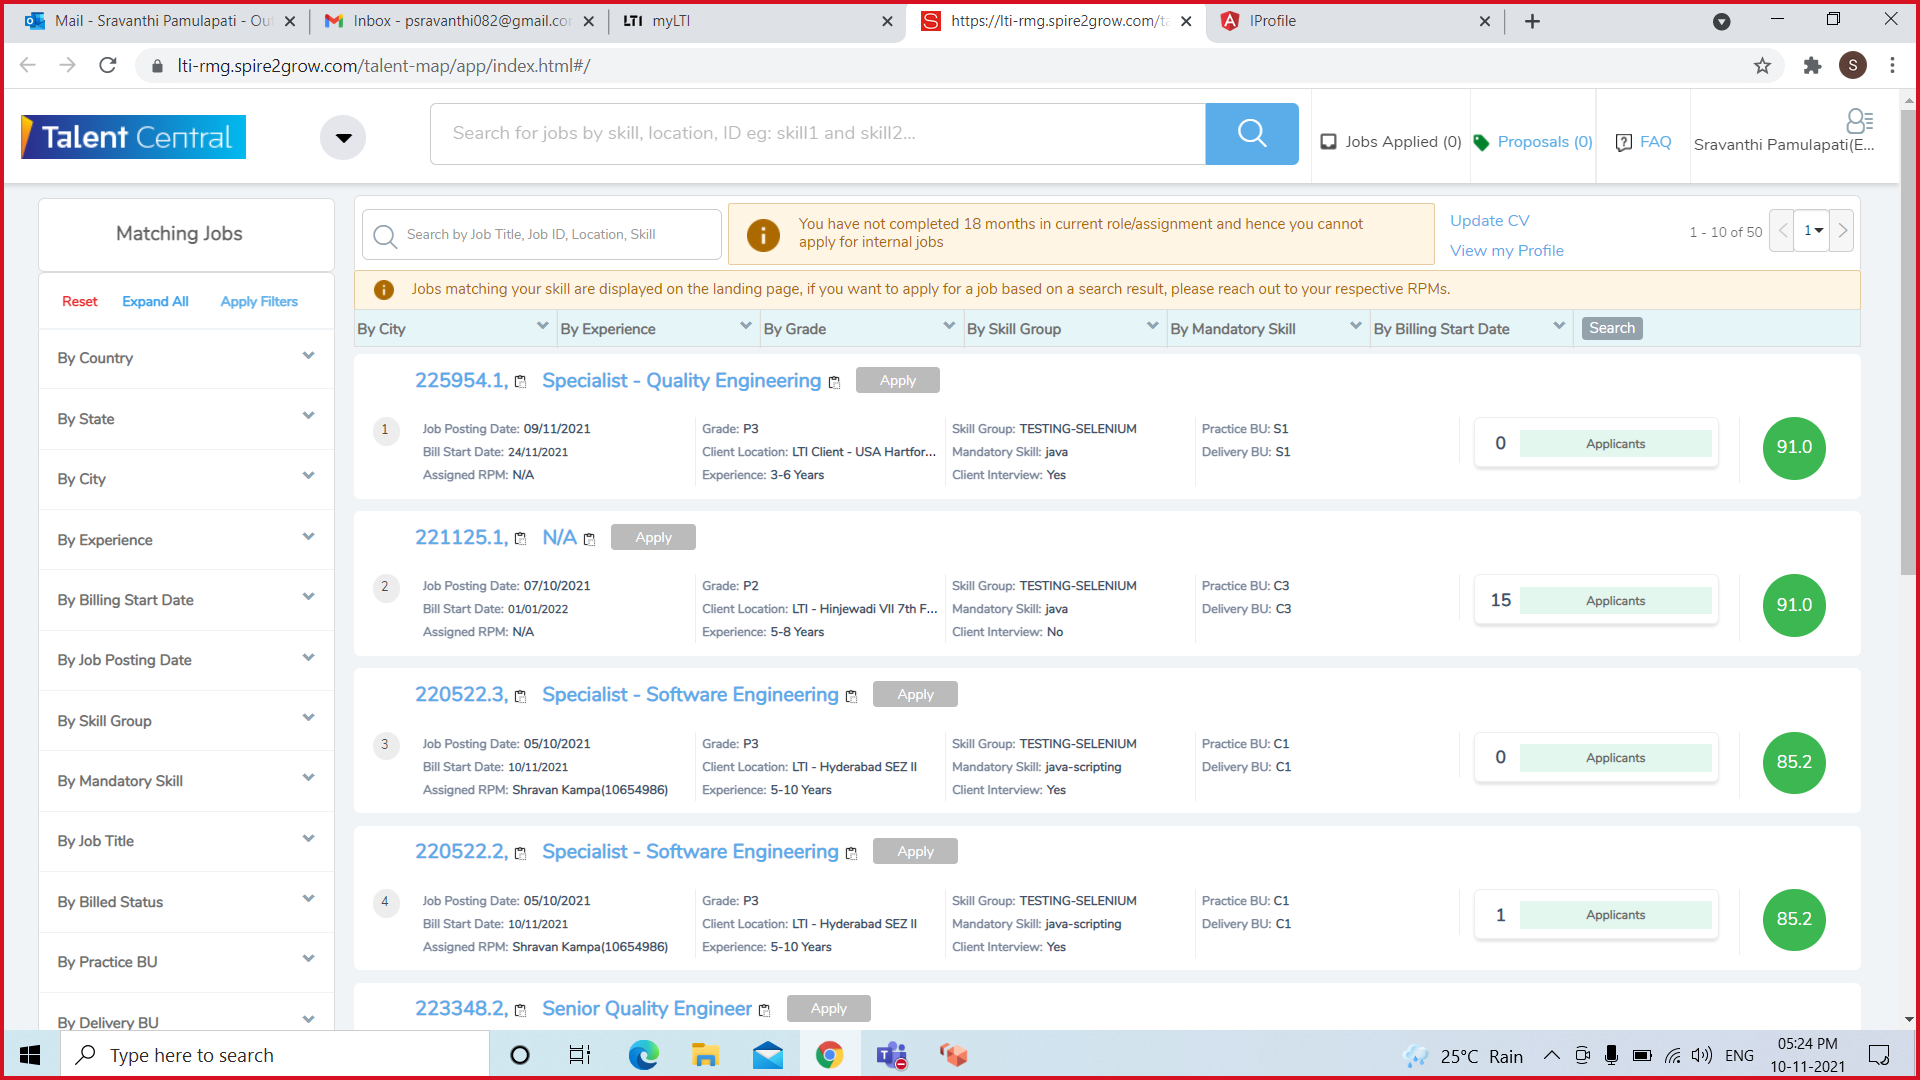 Mail - Sravanthi Pamulapati - Out
Inbox - psravanthi082@gmail.co
LTI myLTI
https://lti-rmg.spire2grow.com/ta
IProfile
lti-rmg.spire2grow.com/talent-map/app/index.html#/
S
Talent Central
Search for jobs by skill, location, ID eg: skill1 and skill2...
Jobs Applied (0)
Proposals (0)
FAQ
Sravanthi Pamulapati(E...
Matching Jobs
Search by Job Title, Job ID, Location, Skill
You have not completed 18 months in current role/assignment and hence you cannot
apply for internal jobs
Update CV
View my Profile
1 - 10 of 50
1
Reset Expand All Apply Filters
Jobs matching your skill are displayed on the landing page, if you want to apply for a job based on a search result, please reach out to your respective RPMs.
By City By Experience By Grade By Skill Group By Mandatory Skill By Billing Start Date Search
By Country
By State
By City
By Experience
By Billing Start Date
By Job Posting Date
By Skill Group
By Mandatory Skill
By Job Title
By Billed Status
By Practice BU
By Delivery BU
225954.1, Specialist - Quality Engineering Apply
1
Job Posting Date: 09/11/2021 Grade: P3 Skill Group: TESTING-SELENIUM Practice BU: S1
Bill Start Date: 24/11/2021 Client Location: LTI Client - USA Hartfor... Mandatory Skill: java Delivery BU: S1
Assigned RPM: N/A Experience: 3-6 Years Client Interview: Yes
0 Applicants 91.0
221125.1, N/A Apply
2
Job Posting Date: 07/10/2021 Grade: P2 Skill Group: TESTING-SELENIUM Practice BU: C3
Bill Start Date: 01/01/2022 Client Location: LTI - Hinjewadi VII 7th F... Mandatory Skill: java Delivery BU: C3
Assigned RPM: N/A Experience: 5-8 Years Client Interview: No
15 Applicants 91.0
220522.3, Specialist - Software Engineering Apply
3
Job Posting Date: 05/10/2021 Grade: P3 Skill Group: TESTING-SELENIUM Practice BU: C1
Bill Start Date: 10/11/2021 Client Location: LTI - Hyderabad SEZ II Mandatory Skill: java-scripting Delivery BU: C1
Assigned RPM: Shravan Kampa(10654986) Experience: 5-10 Years Client Interview: Yes
0 Applicants 85.2
220522.2, Specialist - Software Engineering Apply
4
Job Posting Date: 05/10/2021 Grade: P3 Skill Group: TESTING-SELENIUM Practice BU: C1
Bill Start Date: 10/11/2021 Client Location: LTI - Hyderabad SEZ II Mandatory Skill: java-scripting Delivery BU: C1
Assigned RPM: Shravan Kampa(10654986) Experience: 5-10 Years Client Interview: Yes
1 Applicants 85.2
223348.2, Senior Quality Engineer Apply
Type here to search
25°C Rain
ENG
05:24 PM
10-11-2021